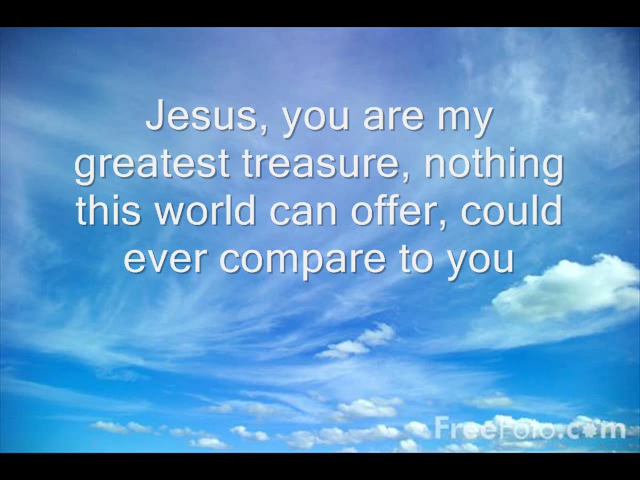 Jesus, you are my
greatest treasure, nothing
this world can offer, could
ever compare to you
FreeFoto.com